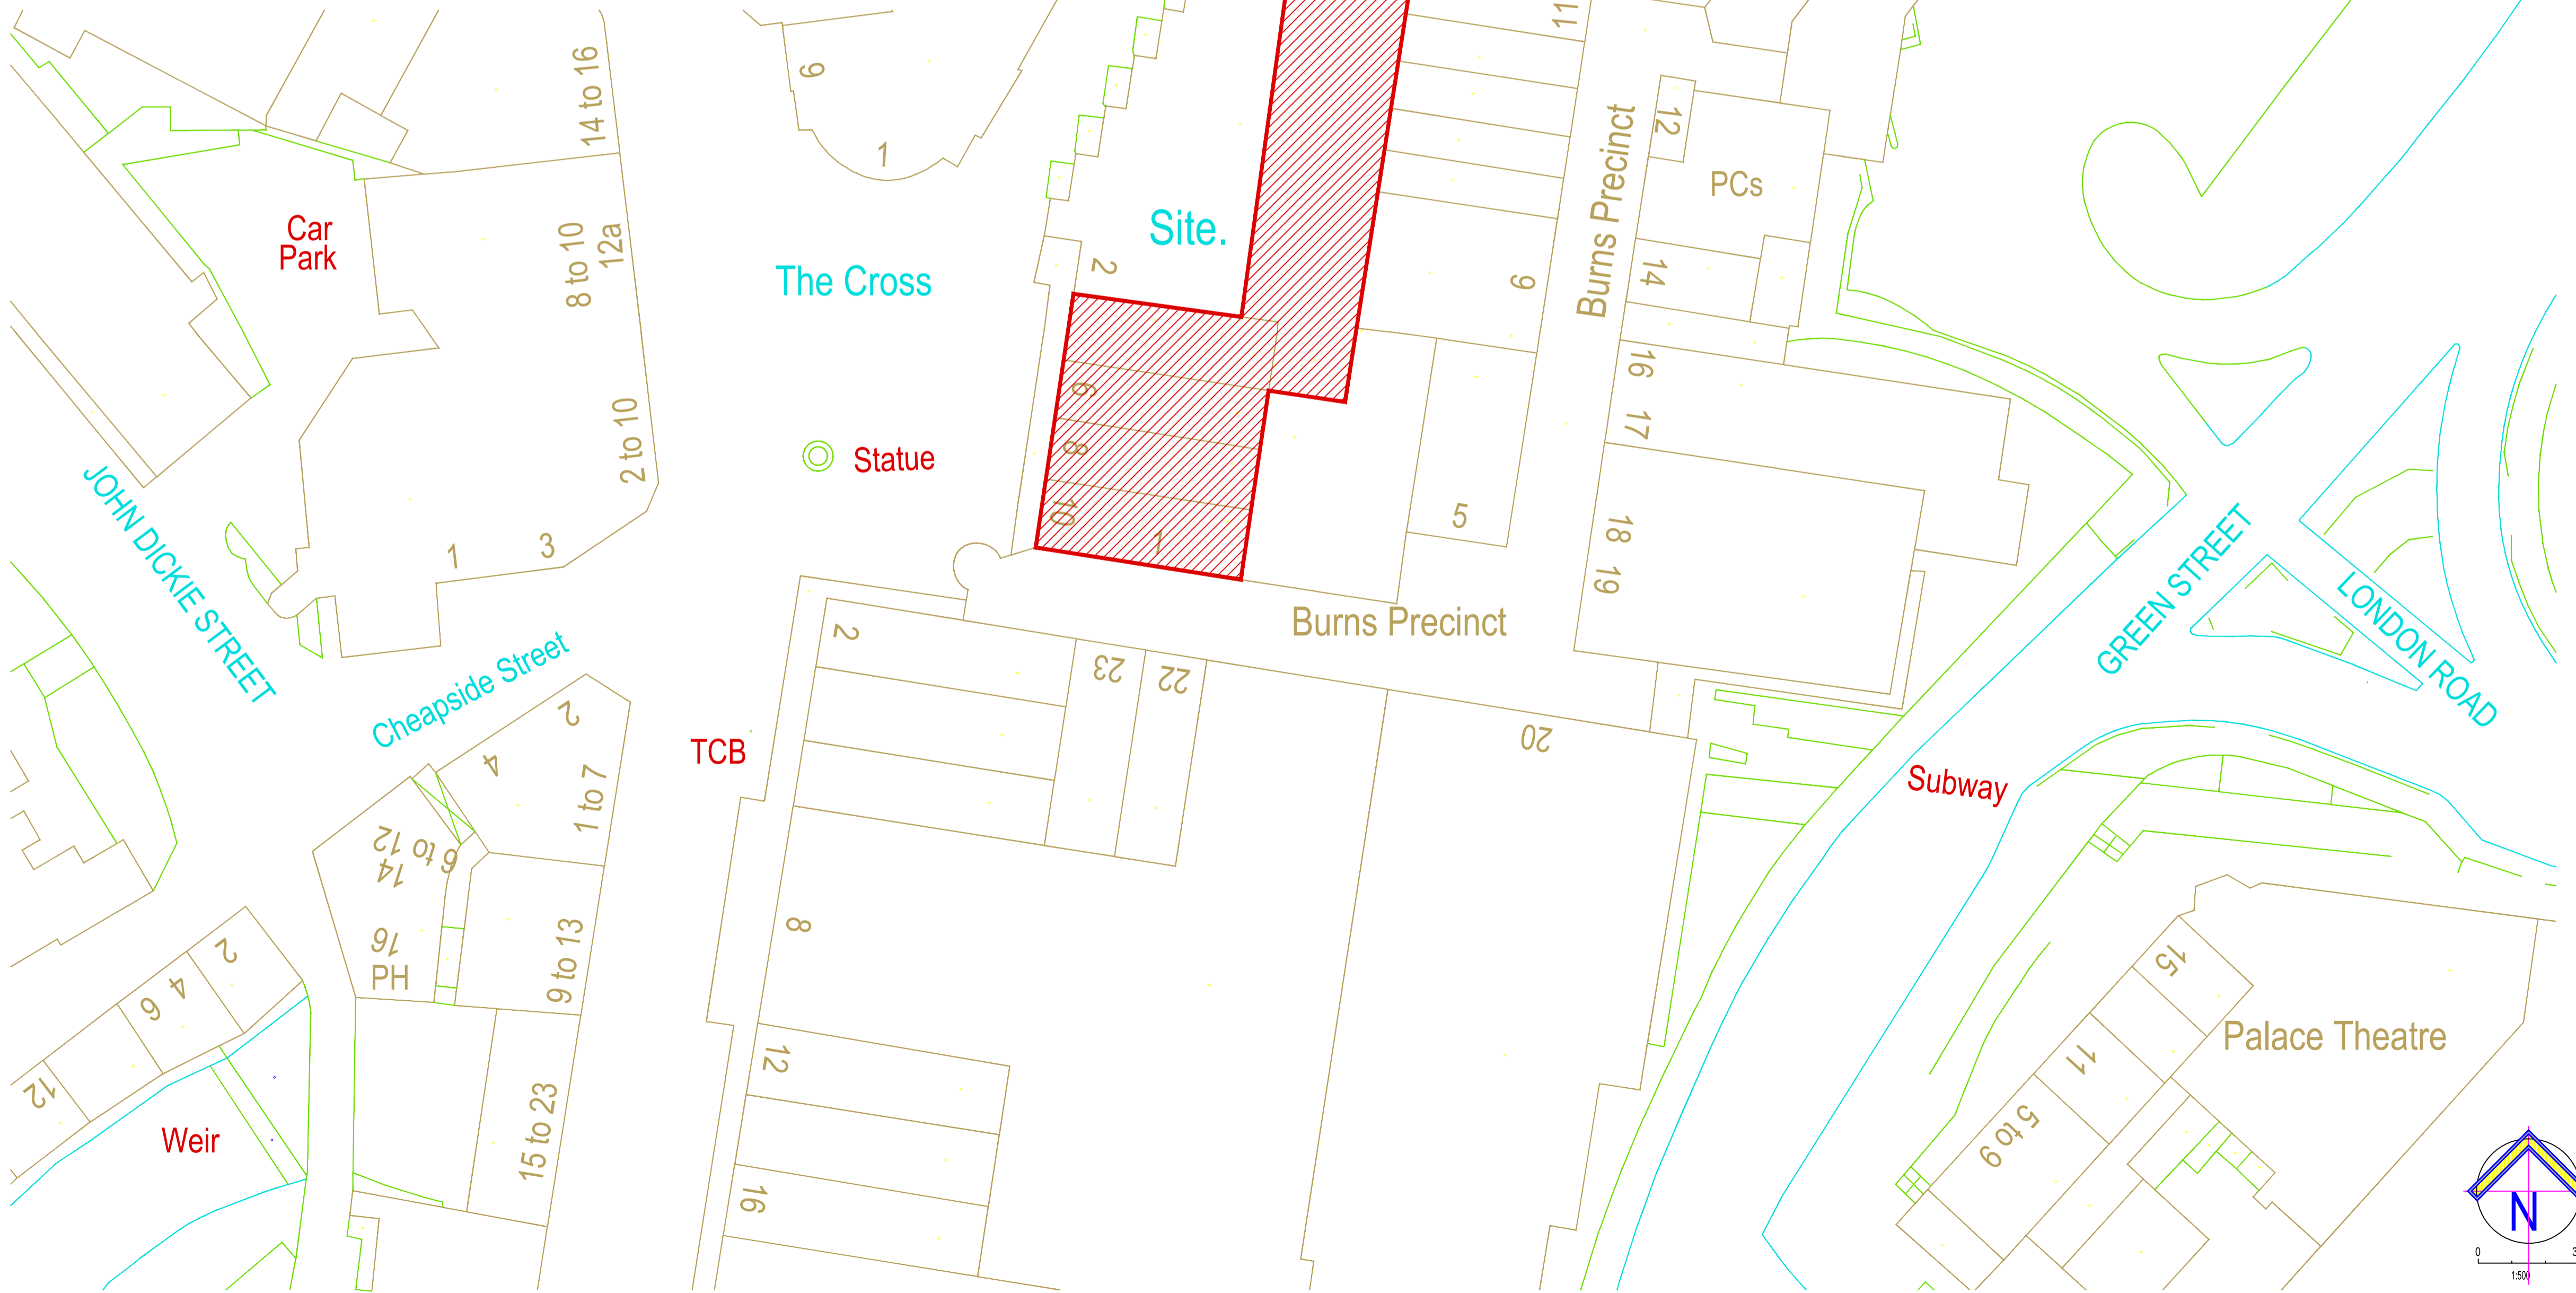 14 to 16
9
1
11
12
PCs
Burns Precinct
Car
Park
8 to 10
12a
The Cross
Site.
2
9
14
2 to 10
Statue
6
8
10
1
5
16
17
18
19
JOHN DICKIE STREET
1
3
Cheapside Street
GREEN STREET
LONDON ROAD
Burns Precinct
2
23
22
20
TCB
Subway
2
4
1 to 7
6 to 12
14
16
PH
9 to 13
8
15
2
4
6
12
12
11
5 to 9
Palace Theatre
Weir
15 to 23
16
N
0
1:500